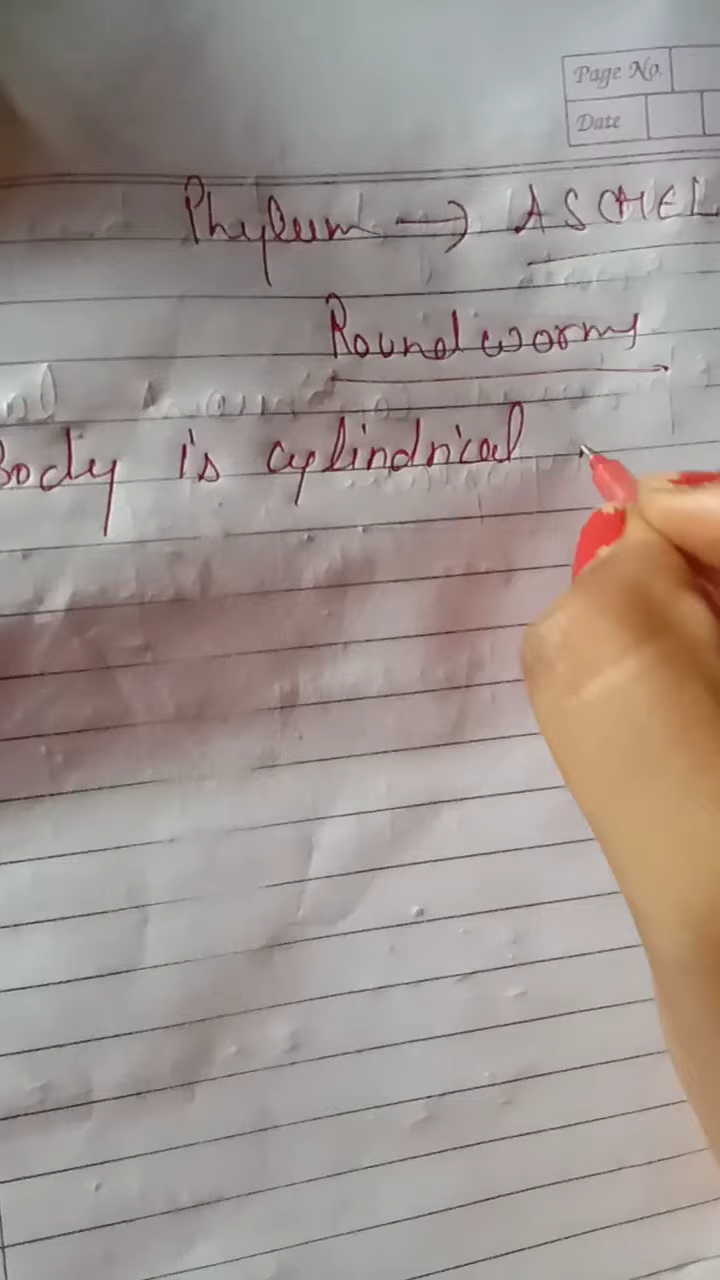 Page No.
Date
Phylum → ASCHEL
Roundworms
Body is cylindrical